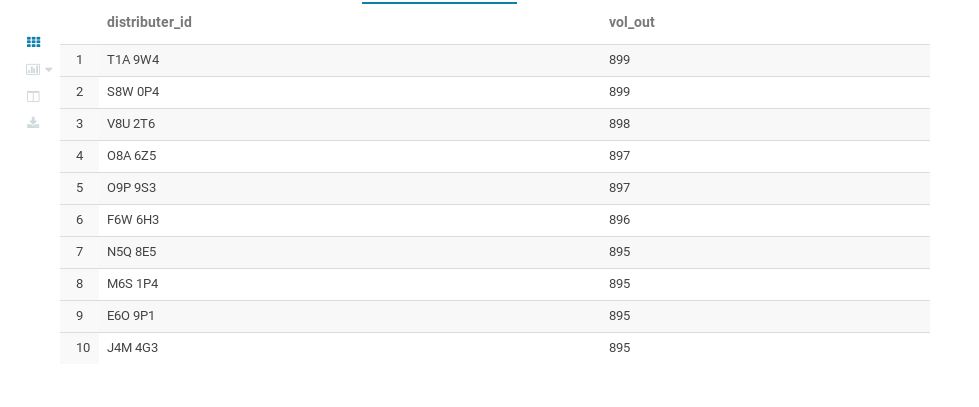 distributer_id vol_out
1 T1A 9W4 899
2 S8W 0P4 899
3 V8U 2T6 898
4 O8A 6Z5 897
5 O9P 9S3 897
6 F6W 6H3 896
7 N5Q 8E5 895
8 M6S 1P4 895
9 E6O 9P1 895
10 J4M 4G3 895